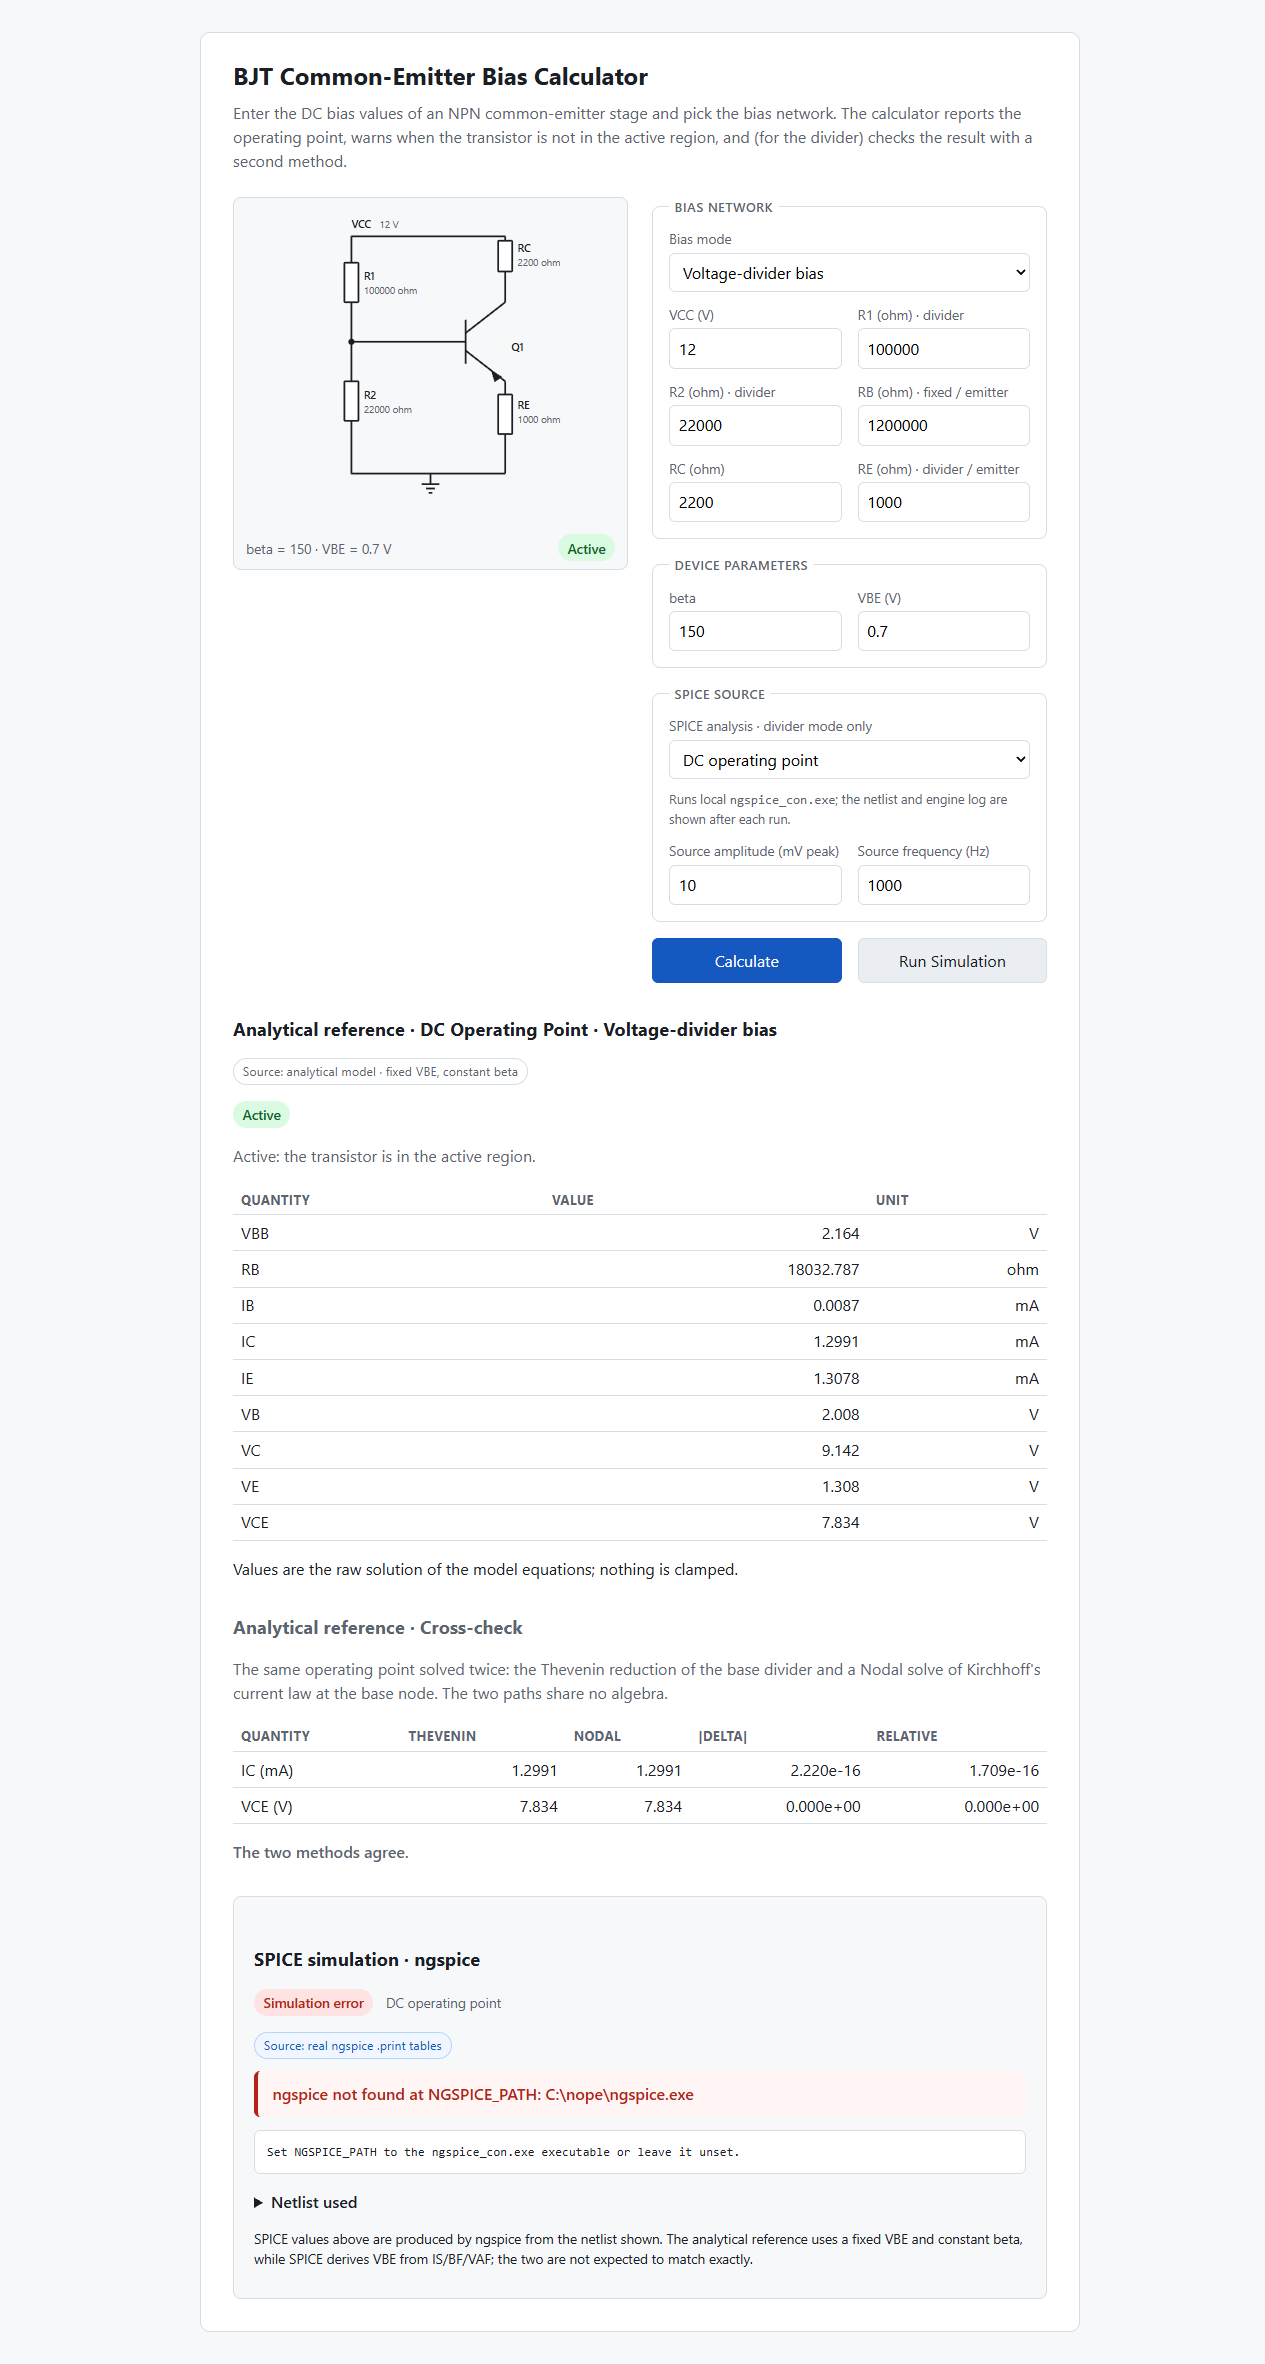 BJT Common-Emitter Bias Calculator
Enter the DC bias values of an NPN common-emitter stage and pick the bias network. The calculator reports the
operating point, warns when the transistor is not in the active region, and (for the divider) checks the result with a
second method.
VCC 12 V
RC
2200 ohm
R1
100000 ohm
Q1
R2
22000 ohm
RE
1000 ohm
beta = 150 · VBE = 0.7 V
Active
BIAS NETWORK
Bias mode
Voltage-divider bias
VCC (V) R1 (ohm) · divider
12 100000
R2 (ohm) · divider RB (ohm) · fixed / emitter
22000 1200000
RC (ohm) RE (ohm) · divider / emitter
2200 1000
DEVICE PARAMETERS
beta VBE (V)
150 0.7
SPICE SOURCE
SPICE analysis · divider mode only
DC operating point
Runs local ngspice_con.exe; the netlist and engine log are
shown after each run.
Source amplitude (mV peak) Source frequency (Hz)
10 1000
Calculate Run Simulation
Analytical reference · DC Operating Point · Voltage-divider bias
Source: analytical model · fixed VBE, constant beta
Active
Active: the transistor is in the active region.
QUANTITY VALUE UNIT
VBB 2.164 V
RB 18032.787 ohm
IB 0.0087 mA
IC 1.2991 mA
IE 1.3078 mA
VB 2.008 V
VC 9.142 V
VE 1.308 V
VCE 7.834 V
Values are the raw solution of the model equations; nothing is clamped.
Analytical reference · Cross-check
The same operating point solved twice: the Thevenin reduction of the base divider and a Nodal solve of Kirchhoff's
current law at the base node. The two paths share no algebra.
QUANTITY THEVENIN NODAL |DELTA| RELATIVE
IC (mA) 1.2991 1.2991 2.220e-16 1.709e-16
VCE (V) 7.834 7.834 0.000e+00 0.000e+00
The two methods agree.
SPICE simulation · ngspice
Simulation error DC operating point
Source: real ngspice .print tables
ngspice not found at NGSPICE_PATH: C:\nope\ngspice.exe
Set NGSPICE_PATH to the ngspice_con.exe executable or leave it unset.
Netlist used
SPICE values above are produced by ngspice from the netlist shown. The analytical reference uses a fixed VBE and constant beta,
while SPICE derives VBE from IS/BF/VAF; the two are not expected to match exactly.